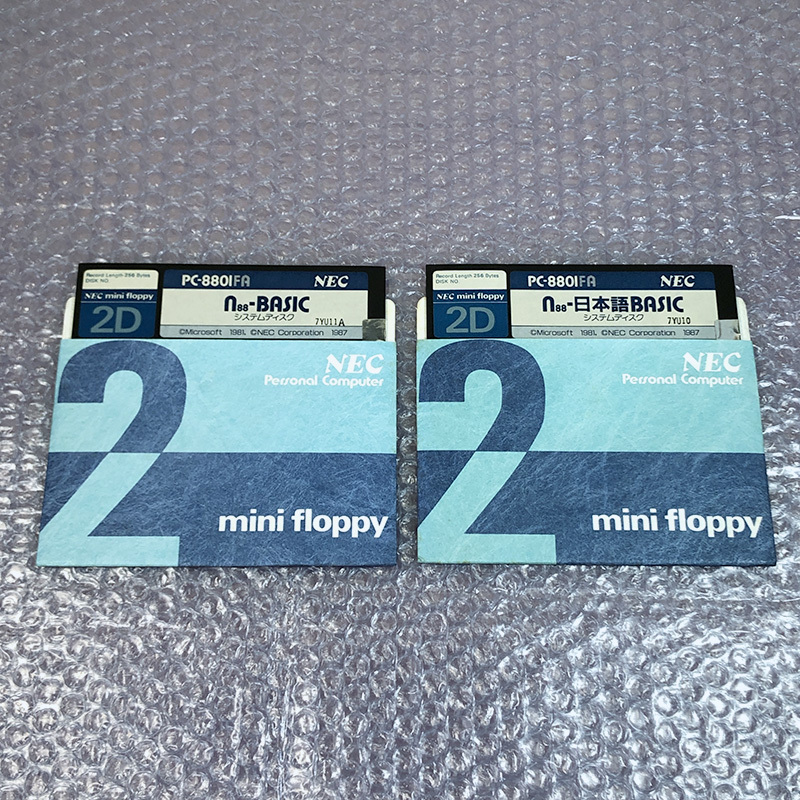 Record Length 256 Bytes
DISK NO.
NEC mini floppy
2D
PC-8801FA NEC
N88-BASIC
システムディスク 7YU11A
©Microsoft 1981, ©NEC Corporation 1987
2
NEC
Personal Computer
mini floppy
Record Length 256 Bytes
DISK NO.
NEC mini floppy
2D
PC-8801FA NEC
N88-日本語BASIC
システムディスク 7YU10
©Microsoft 1981, ©NEC Corporation 1987
2
NEC
Personal Computer
mini floppy